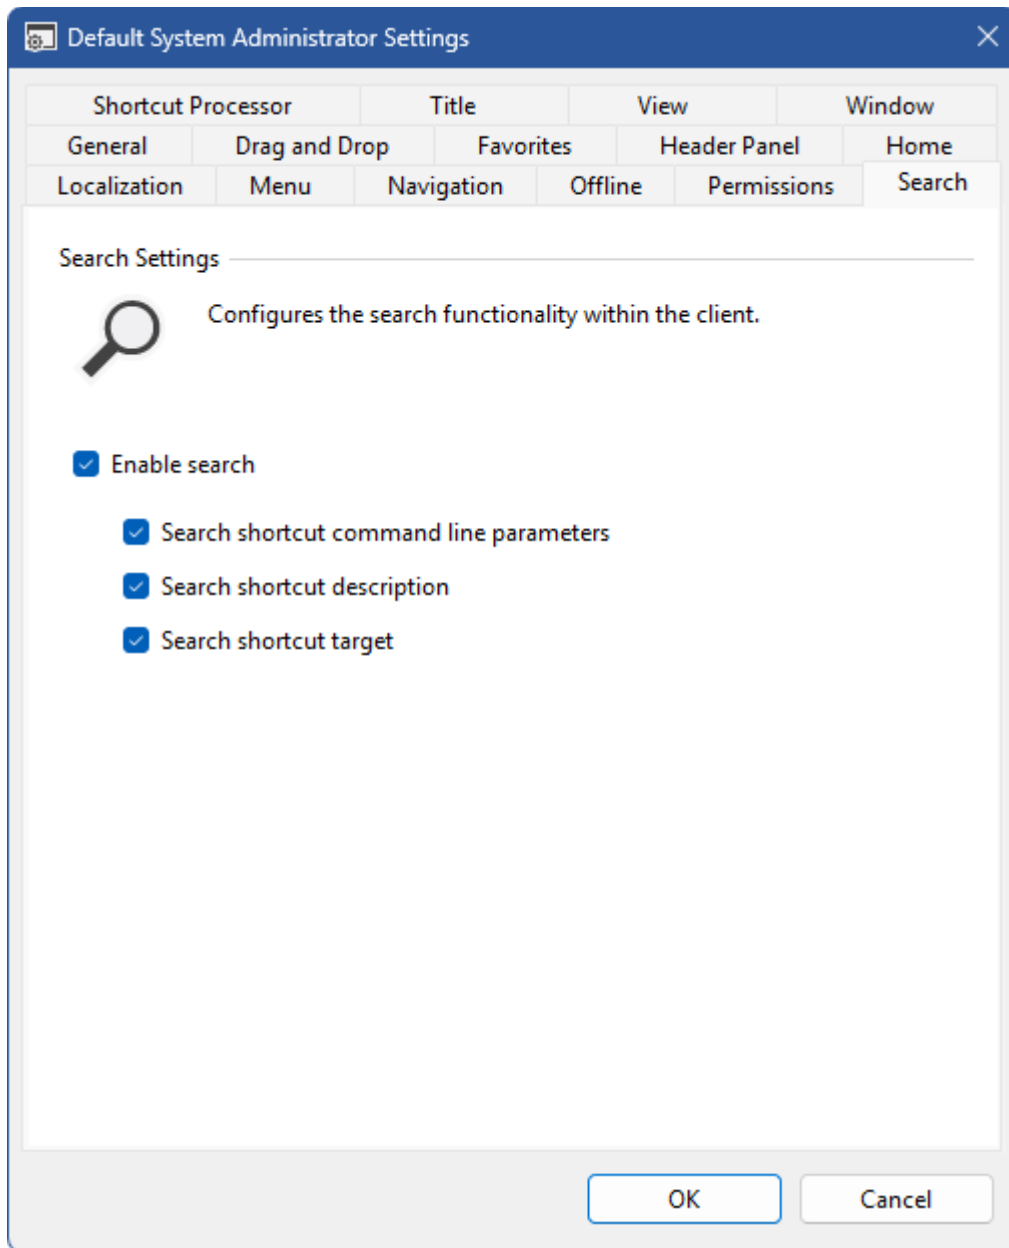 Default System Administrator Settings
Shortcut Processor Title View Window
General Drag and Drop Favorites Header Panel Home
Localization Menu Navigation Offline Permissions Search
Search Settings
Configures the search functionality within the client.
Enable search
Search shortcut command line parameters
Search shortcut description
Search shortcut target
OK Cancel